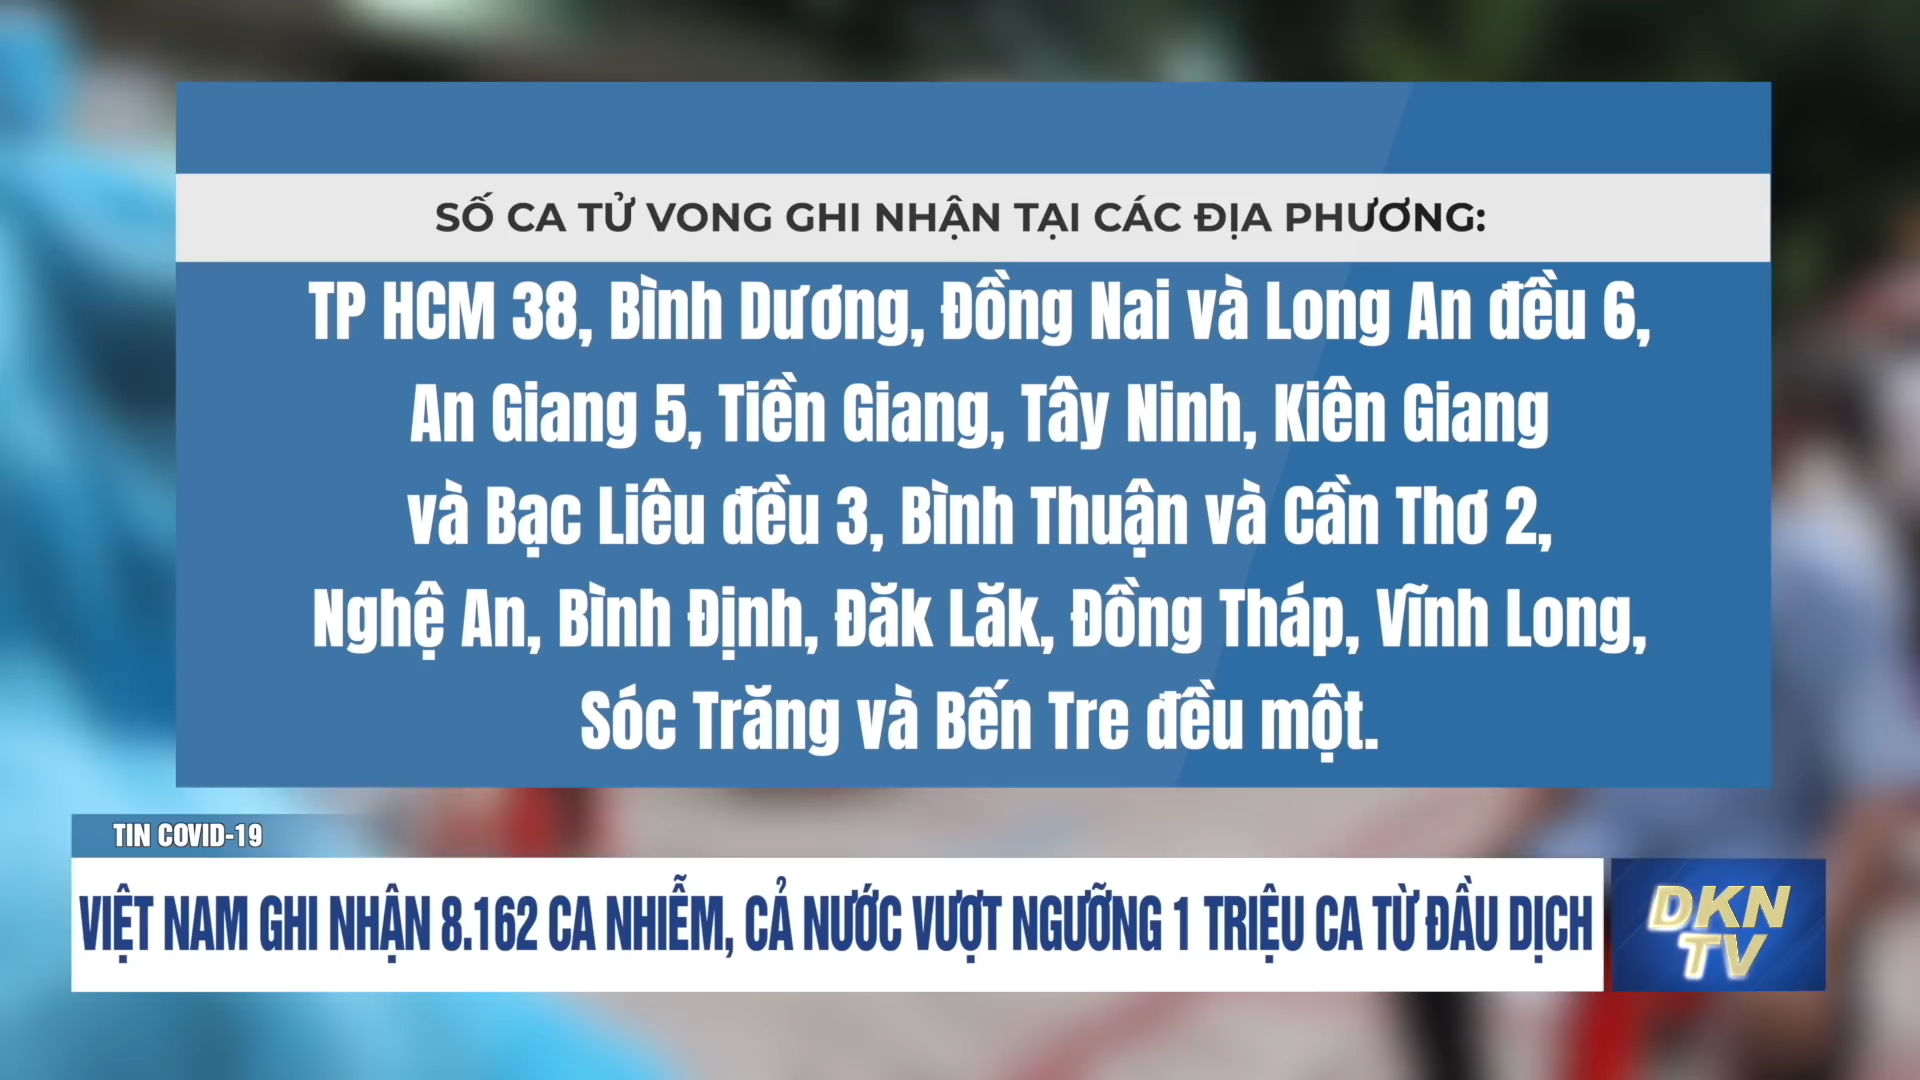 SỐ CA TỬ VONG GHI NHẬN TẠI CÁC ĐỊA PHƯƠNG:
TP HCM 38, Bình Dương, Đồng Nai và Long An đều 6,
An Giang 5, Tiền Giang, Tây Ninh, Kiên Giang
và Bạc Liêu đều 3, Bình Thuận và Cần Thơ 2,
Nghệ An, Bình Định, Đăk Lăk, Đồng Tháp, Vĩnh Long,
Sóc Trăng và Bến Tre đều một.
TIN COVID-19
VIỆT NAM GHI NHẬN 8.162 CA NHIỄM, CẢ NƯỚC VƯỢT NGƯỠNG 1 TRIỆU CA TỪ ĐẦU DỊCH
DKN
TV